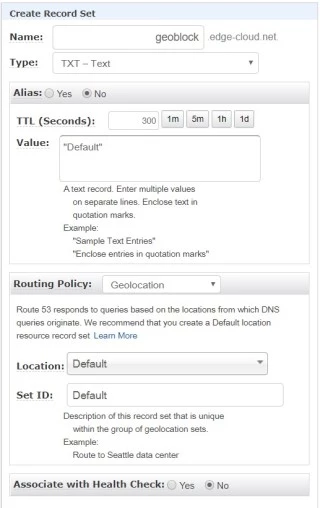 Create Record Set
Name: geoblock .edge-cloud.net.
Type: TXT – Text
Alias: Yes No
TTL (Seconds): 300 1m 5m 1h 1d
Value: "Default"
A text record. Enter multiple values
on separate lines. Enclose text in
quotation marks.
Example:
"Sample Text Entries"
"Enclose entries in quotation marks"
Routing Policy: Geolocation
Route 53 responds to queries based on the locations from which DNS
queries originate. We recommend that you create a Default location
resource record set Learn More
Location: Default
Set ID: Default
Description of this record set that is unique
within the group of geolocation sets.
Example:
Route to Seattle data center
Associate with Health Check: Yes No